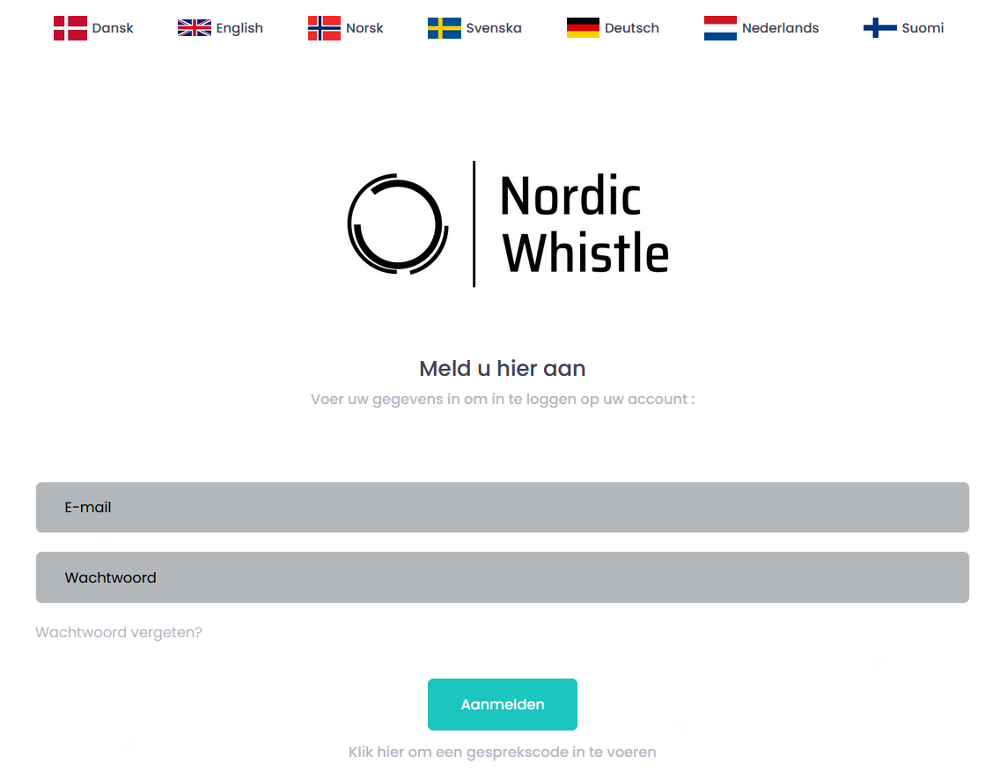 Dansk English Norsk Svenska Deutsch Nederlands Suomi
Nordic
Whistle
Meld u hier aan
Voer uw gegevens in om in te loggen op uw account :
E-mail
Wachtwoord
Wachtwoord vergeten?
Aanmelden
Klik hier om een gesprekscode in te voeren